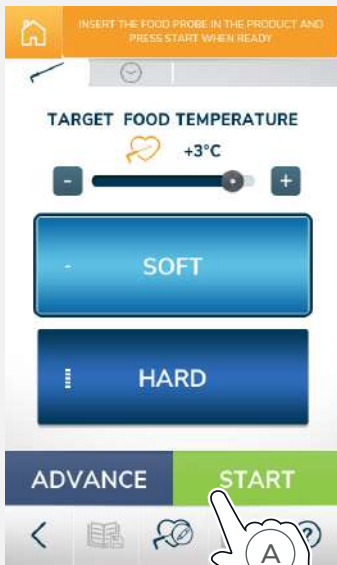 INSERT THE FOOD PROBE IN THE PRODUCT AND
PRESS START WHEN READY
TARGET FOOD TEMPERATURE
+3°C
- +
SOFT
HARD
ADVANCE START
?
A